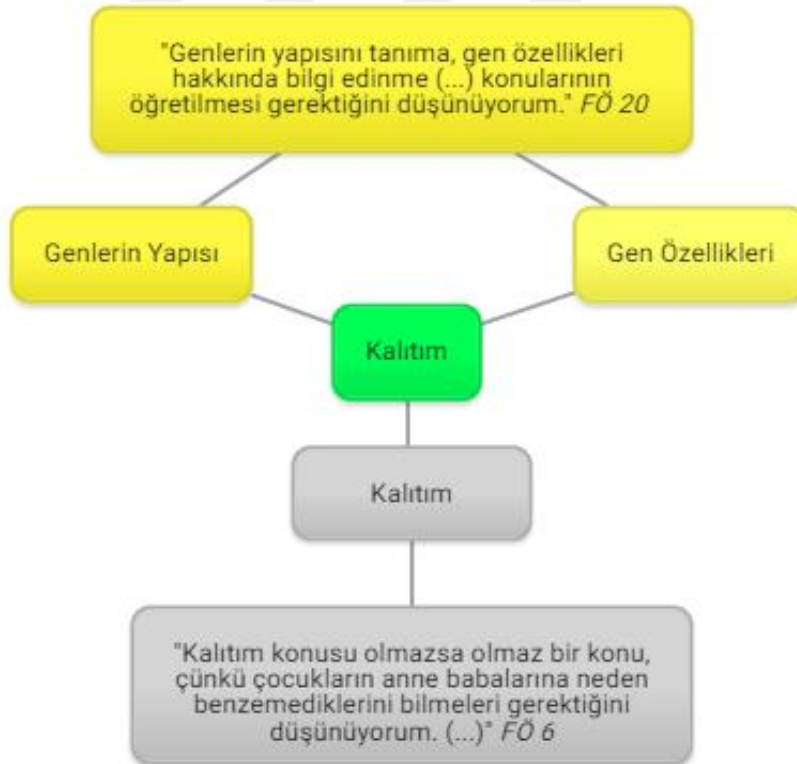 "Genlerin yapısını tanıma, gen özellikleri
hakkında bilgi edinme (...) konularının
öğretilmesi gerektiğini düşünüyorum." FÖ 20
Genlerin Yapısı
Gen Özellikleri
Kalıtım
Kalıtım
"Kalıtım konusu olmazsa olmaz bir konu,
çünkü çocukların anne babalarına neden
benzemediklerini bilmeleri gerektiğini
düşünüyorum. (...)" FÖ 6